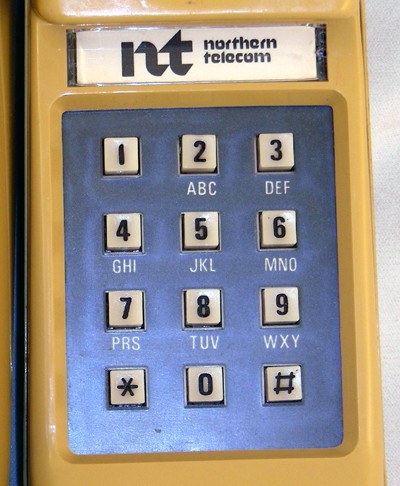 nt northern
telecom
1 2 3
ABC DEF
4 5 6
GHI JKL MNO
7 8 9
PRS TUV WXY
* 0 #